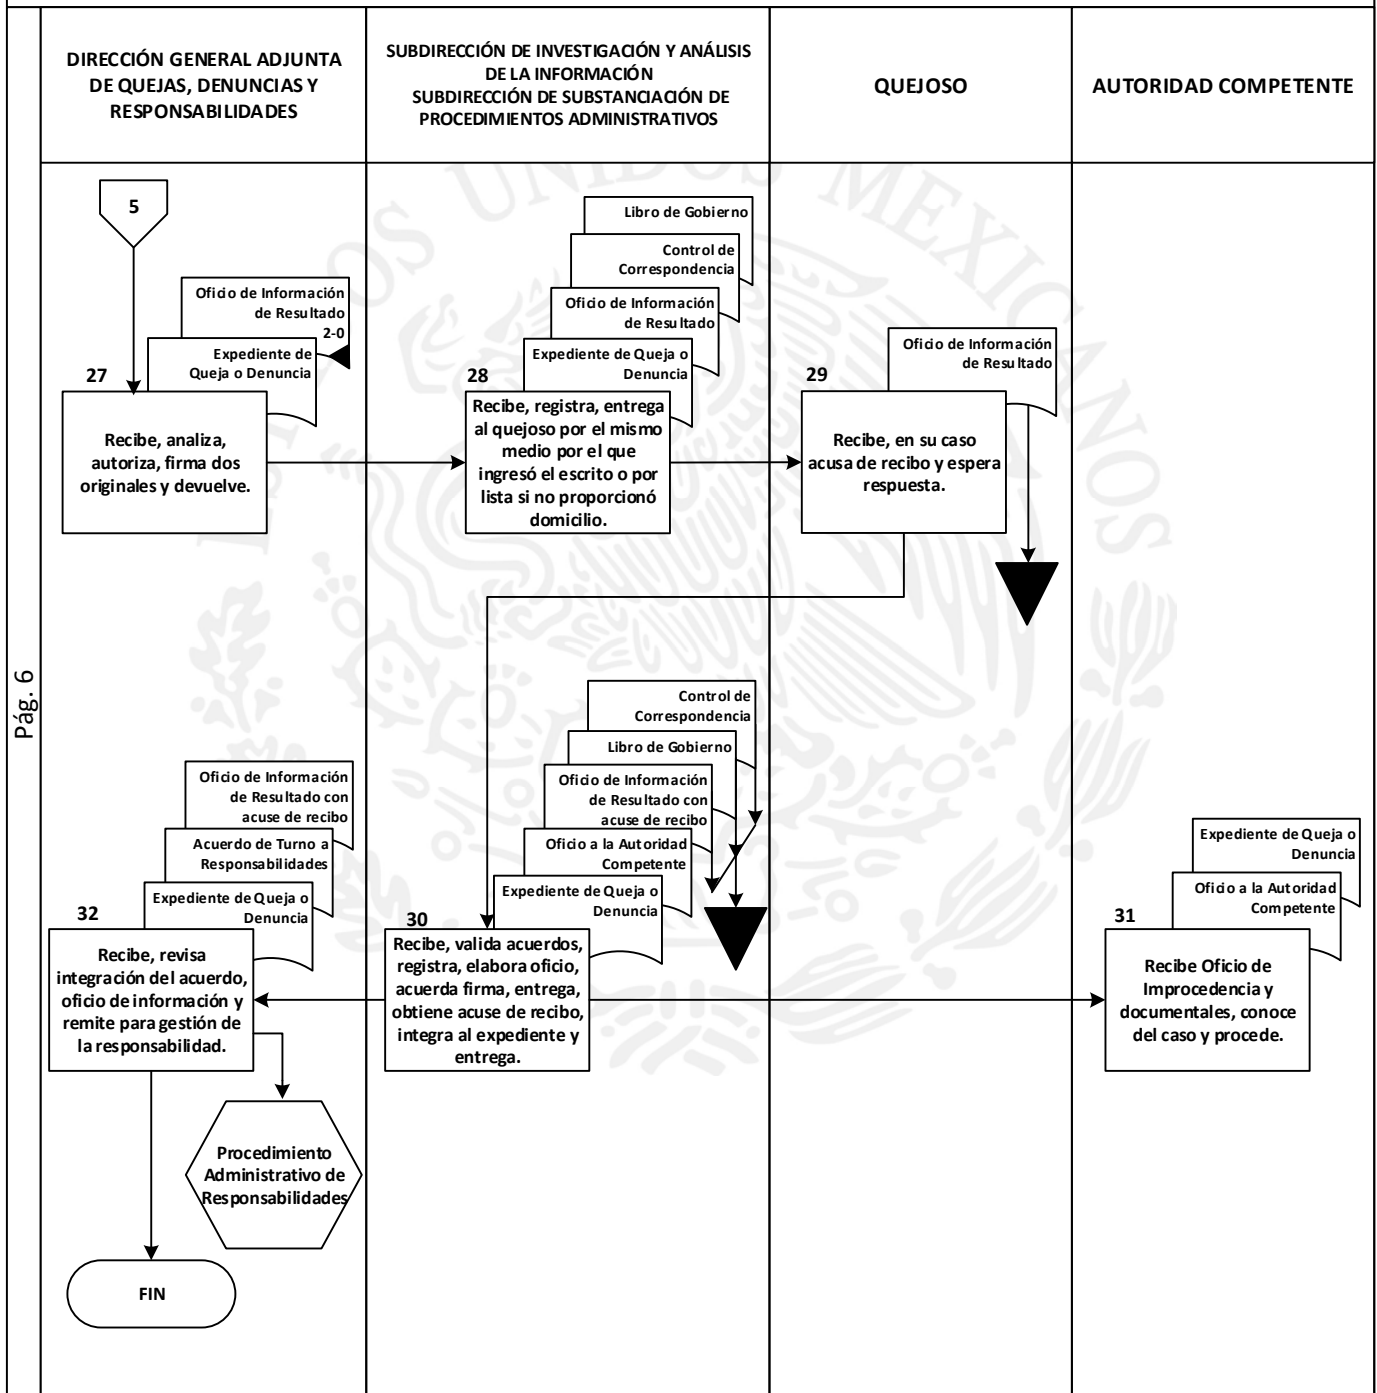 DIRECCIÓN GENERAL ADJUNTA
DE QUEJAS, DENUNCIAS Y
RESPONSABILIDADES
SUBDIRECCIÓN DE INVESTIGACIÓN Y ANÁLISIS
DE LA INFORMACIÓN
SUBDIRECCIÓN DE SUBSTANCIACIÓN DE
PROCEDIMIENTOS ADMINISTRATIVOS
QUEJOSO
AUTORIDAD COMPETENTE
Pág. 6
5
Oficio de Información
de Resultado
2-0
Expediente de
Queja o Denuncia
27
Recibe, analiza,
autoriza, firma dos
originales y devuelve.
Libro de Gobierno
Control de
Correspondencia
Oficio de Información
de Resultado
Expediente de Queja o
Denuncia
28
Recibe, registra, entrega
al quejoso por el mismo
medio por el que
ingresó el escrito o por
lista si no proporcionó
domicilio.
Oficio de Información
de Resultado
29
Recibe, en su caso
acusa de recibo y espera
respuesta.
Control de
Correspondencia
Libro de Gobierno
Oficio de Información
de Resultado con
acuse de recibo
Oficio a la Autoridad
Competente
Expediente de Queja o
Denuncia
30
Recibe, valida acuerdos,
registra, elabora oficio,
acuerda firma, entrega,
obtiene acuse de recibo,
integra al expediente y
entrega.
Expediente de Queja o
Denuncia
Oficio a la Autoridad
Competente
31
Recibe Oficio de
Improcedencia y
documentales, conoce
del caso y procede.
Oficio de Información
de Resultado con
acuse de recibo
Acuerdo de Turno a
Responsabilidades
Expediente de Queja o
Denuncia
32
Recibe, revisa
integración del acuerdo,
oficio de información y
remite para gestión de
la responsabilidad.
Procedimiento
Administrativo de
Responsabilidades
FIN
UNIDOS MEXICANOS